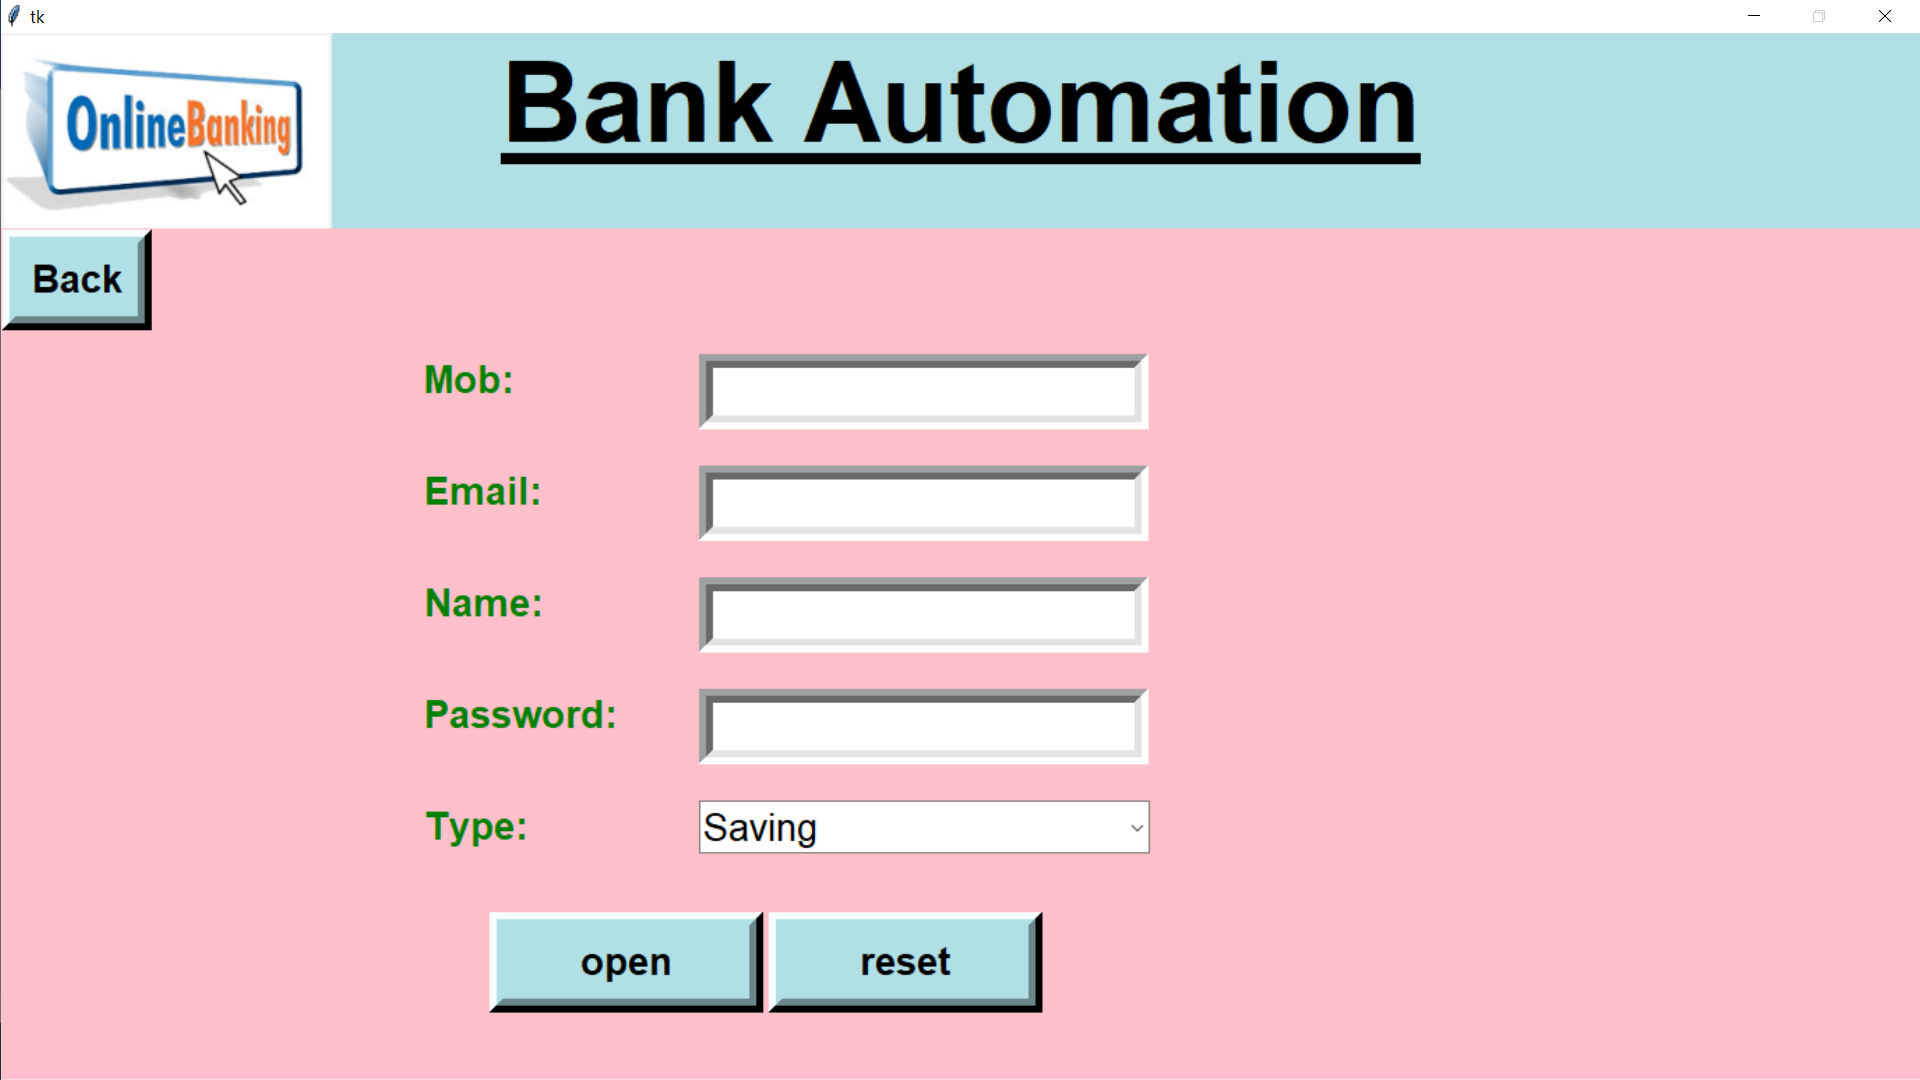 tk
OnlineBanking
Bank Automation
Back
Mob:
Email:
Name:
Password:
Type:
Saving
open
reset